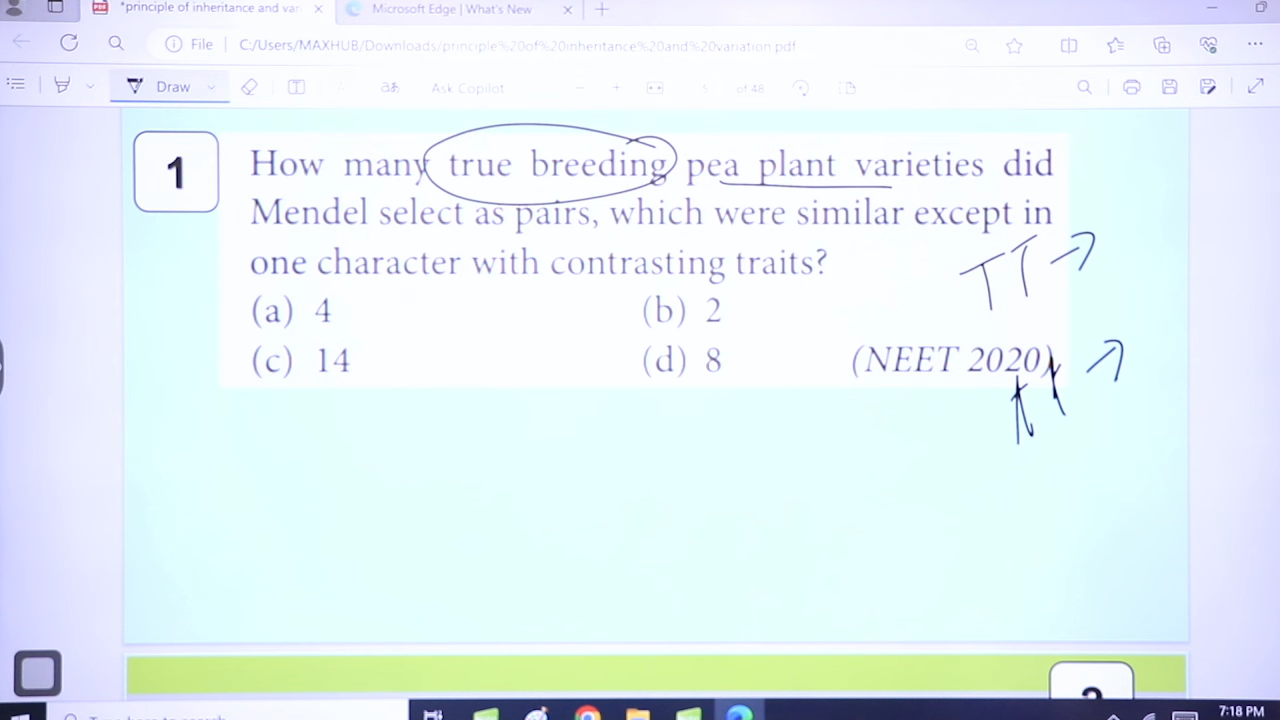 *principle of inheritance and var
Microsoft Edge | What's New
File
C:/Users/MAXHUB/Downloads/principle%20of%20inheritance%20and%20variation.pdf
Draw
Ask Copilot
5 of 48
1
How many true breeding pea plant varieties did
Mendel select as pairs, which were similar except in
one character with contrasting traits?
TT
(a) 4
(b) 2
(c) 14
(d) 8
(NEET 2020)
7:18 PM